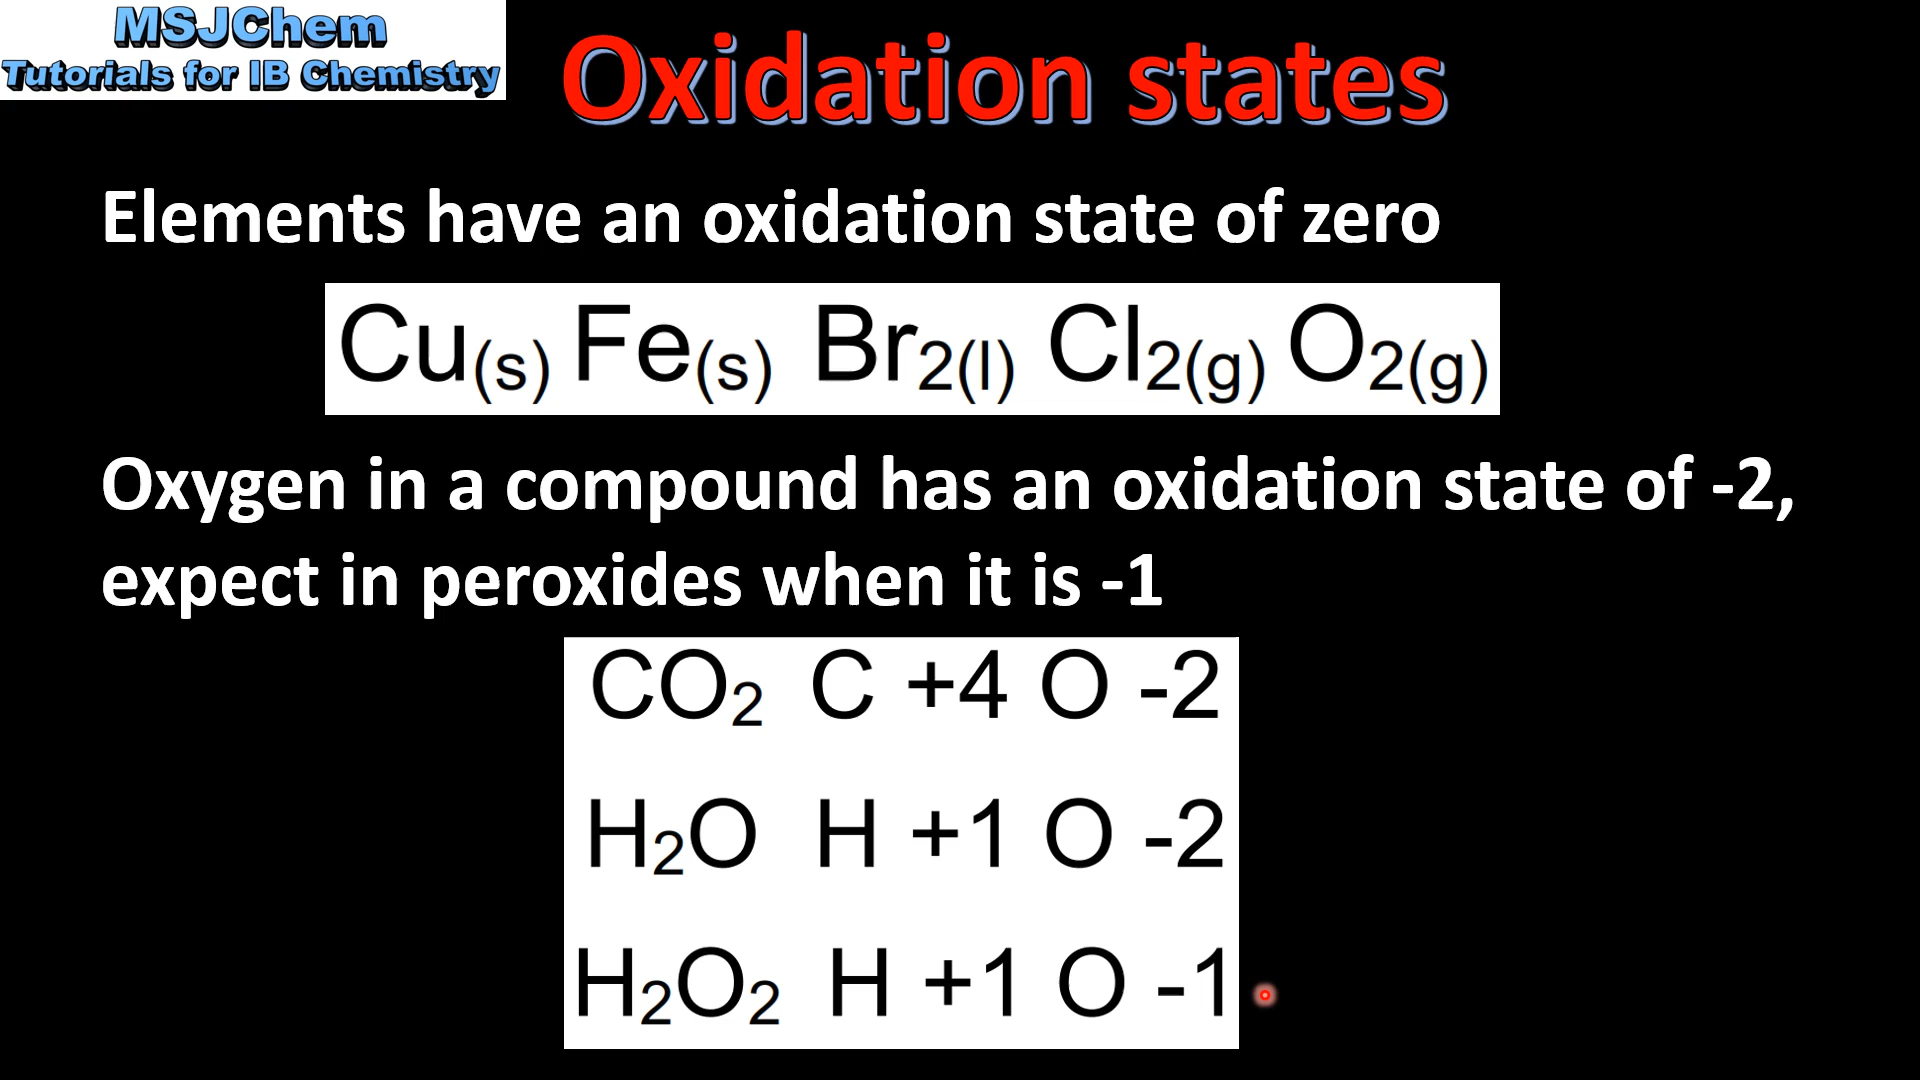 MSJChem
Tutorials for IB Chemistry
Oxidation states
Elements have an oxidation state of zero
Cu(s) Fe(s) Br2(l) Cl2(g) O2(g)
Oxygen in a compound has an oxidation state of -2,
expect in peroxides when it is -1
CO2 C +4 O -2
H2O H +1 O -2
H2O2 H +1 O -1